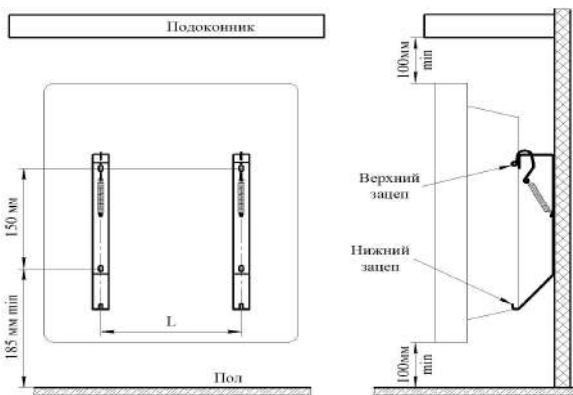 Подоконник
150 мм
185 мм min
L
Пол
100мм
min
Верхний
зацеп
Нижний
зацеп
100мм
min